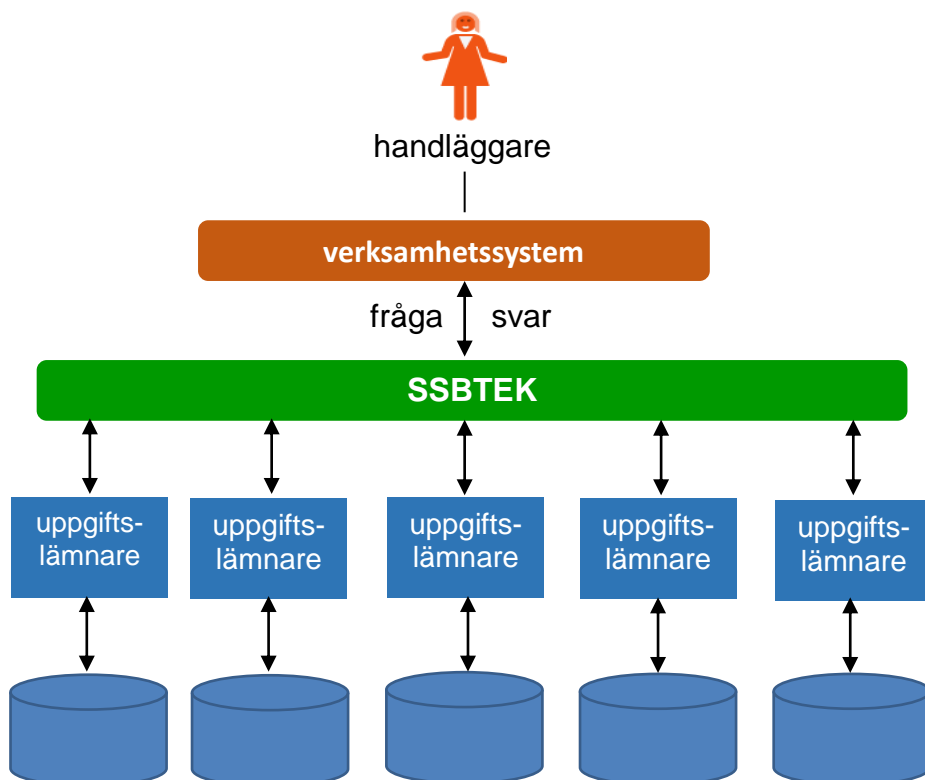 handläggare
verksamhetssystem
fråga svar
SSBTEK
uppgifts-
lämnare
uppgifts-
lämnare
uppgifts-
lämnare
uppgifts-
lämnare
uppgifts-
lämnare